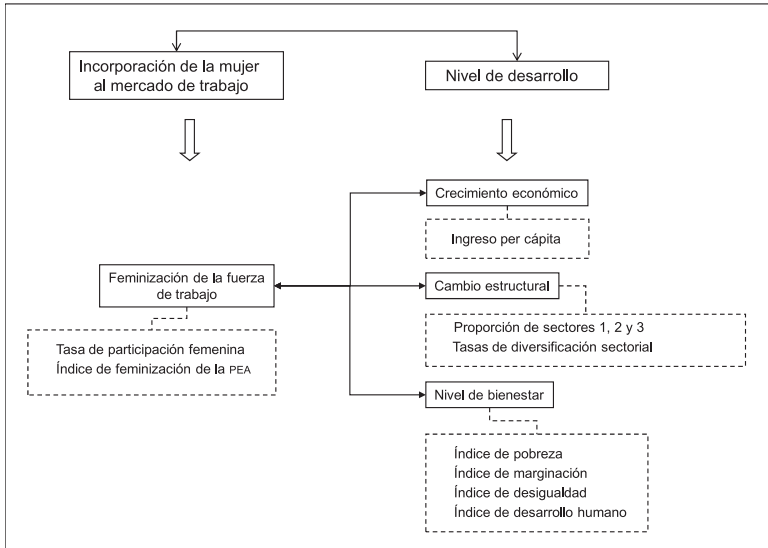 Incorporación de la mujer
al mercado de trabajo
Nivel de desarrollo
Crecimiento económico
Ingreso per cápita
Feminización de la fuerza
de trabajo
Tasa de participación femenina
Índice de feminización de la PEA
Cambio estructural
Proporción de sectores 1, 2 y 3
Tasas de diversificación sectorial
Nivel de bienestar
Índice de pobreza
Índice de marginación
Índice de desigualdad
Índice de desarrollo humano